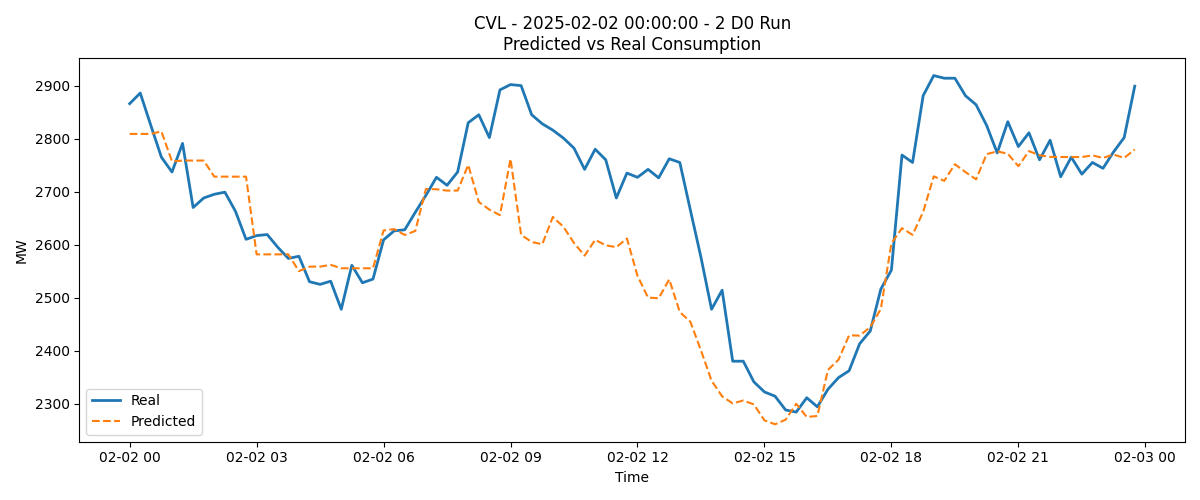 CVL - 2025-02-02 00:00:00 - 2 D0 Run
Predicted vs Real Consumption
MW
2900
2800
2700
2600
2500
2400
2300
Real
Predicted
02-02 00
02-02 03
02-02 06
02-02 09
02-02 12
02-02 15
02-02 18
02-02 21
02-03 00
Time